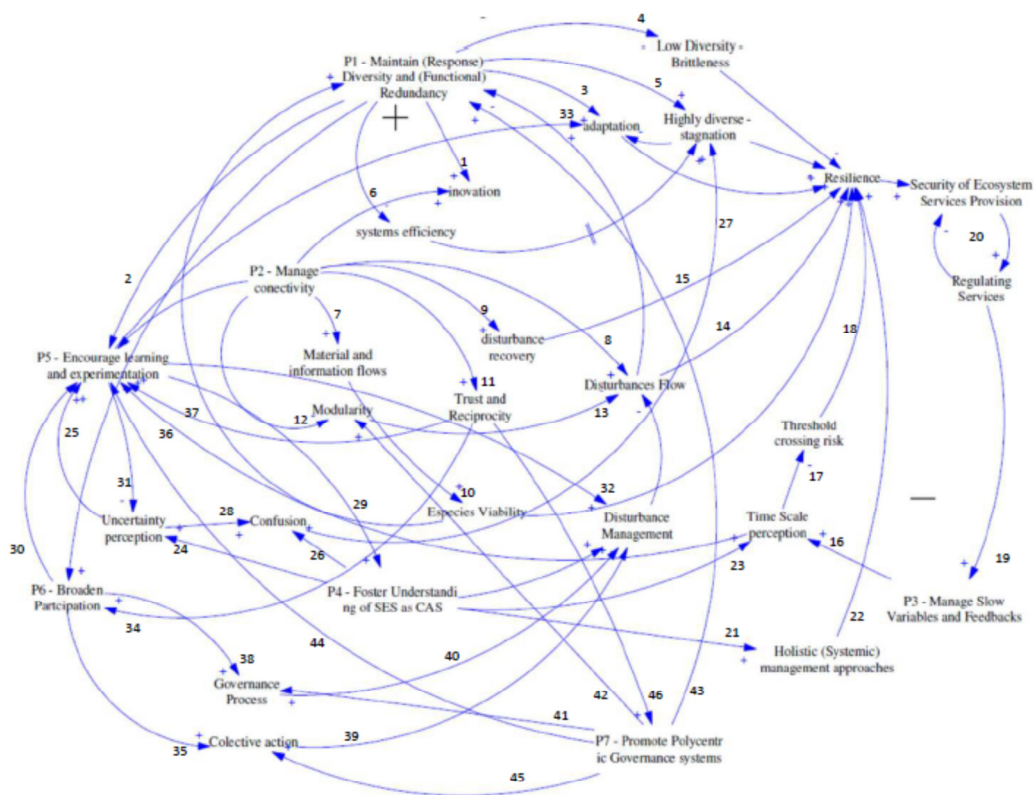 4
Low Diversity -
Brittleness
P1 - Maintain (Response)
Diversity and (Functional)
Redundancy
5
3
33
adaptation
Highly diverse -
stagnation
1
inovation
Resilience
Security of Ecosystem
Services Provision
6
systems efficiency
27
20
2
P2 - Manage
conectivity
15
Regulating
Services
7
9
disturbance
recovery
8
14
18
P5 - Encourage learning
and experimentation
Material and
information flows
11
Trust and
Reciprocity
Disturbances Flow
37
Modularity
12
13
25
36
Threshold
crossing risk
17
31
10
Especies Viability
32
29
Uncertainty
perception
28
Confusion
Disturbance
Management
Time Scale
perception
16
30
24
26
23
19
P6 - Broaden
Partcipation
P4 - Foster Understandi
ng of SES as CAS
P3 - Manage Slow
Variables and Feedbacks
34
44
21
22
Holistic (Systemic)
management approaches
38
40
Governance
Process
42
46
43
41
35
Colective action
39
P7 - Promote Polycentr
ic Governance systems
45